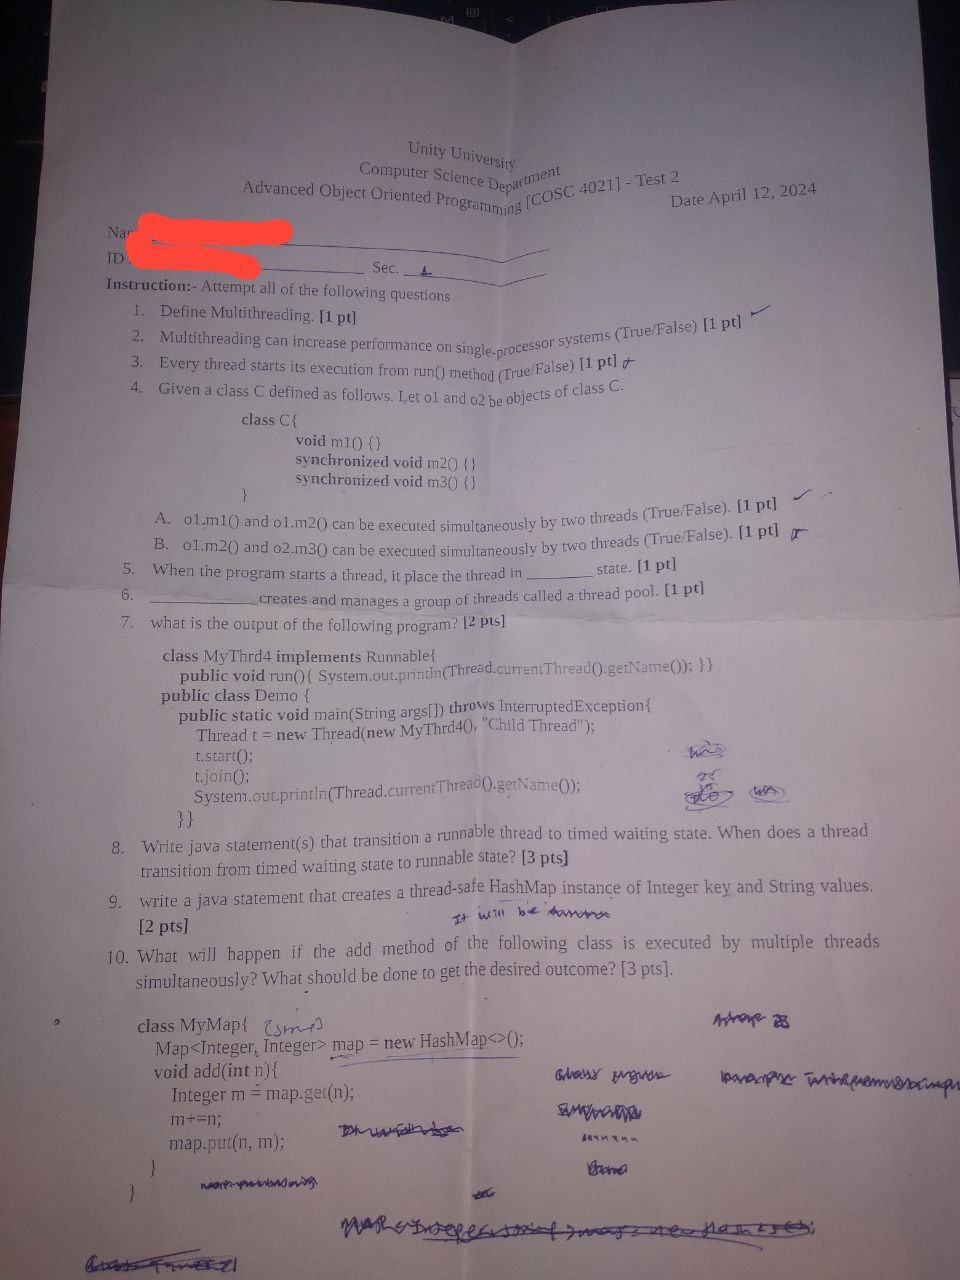 Unity University
Computer Science Department
Advanced Object Oriented Programming [COSC 4021] - Test 2
Date April 12, 2024
Na
ID Sec.
Instruction:- Attempt all of the following questions
1. Define Multithreading. [1 pt]
2. Multithreading can increase performance on single-processor systems (True/False) [1 pt]
3. Every thread starts its execution from run() method (True/False) [1 pt]
4. Given a class C defined as follows. Let o1 and o2 be objects of class C.
class C{
void m1() {}
synchronized void m2() {}
synchronized void m3() {}
}
A. o1.m1() and o1.m2() can be executed simultaneously by two threads (True/False). [1 pt]
B. o1.m2() and o2.m3() can be executed simultaneously by two threads (True/False). [1 pt]
5. When the program starts a thread, it place the thread in ________ state. [1 pt]
6. ____________creates and manages a group of threads called a thread pool. [1 pt]
7. what is the output of the following program? [2 pts]
class MyThrd4 implements Runnable{
public void run(){ System.out.println(Thread.currentThread().getName()); }}
public class Demo {
public static void main(String args[]) throws InterruptedException{
Thread t = new Thread(new MyThrd4(), "Child Thread");
t.start();
t.join();
System.out.println(Thread.currentThread().getName());
}}
8. Write java statement(s) that transition a runnable thread to timed waiting state. When does a thread
transition from timed waiting state to runnable state? [3 pts]
9. write a java statement that creates a thread-safe HashMap instance of Integer key and String values.
[2 pts]
It will be
10. What will happen if the add method of the following class is executed by multiple threads
simultaneously? What should be done to get the desired outcome? [3 pts].
class MyMap{
Map<Integer, Integer> map = new HashMap<>();
void add(int n){
Integer m = map.get(n);
m+=n;
map.put(n, m);
}
}